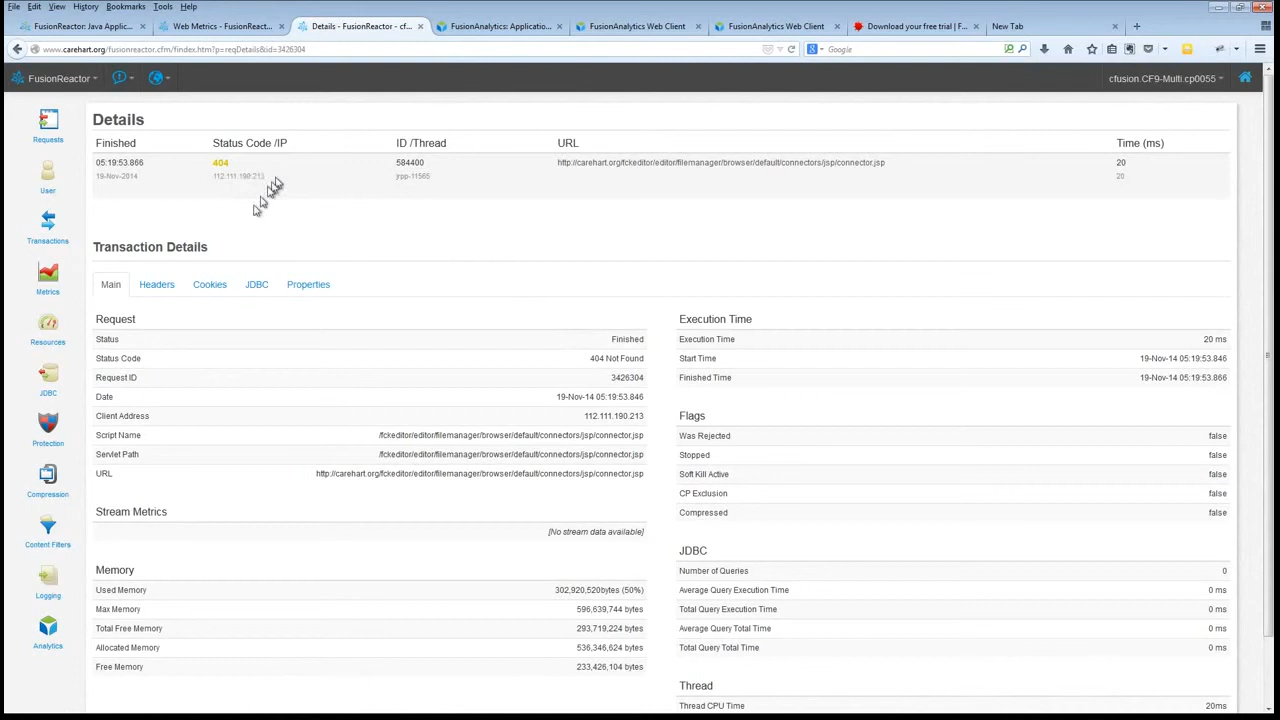 File Edit View History Bookmarks Tools Help
FusionReactor: Java Applic... × Web Metrics - FusionReact... × Details - FusionReactor - cf... × FusionAnalytics: Applicatio... × FusionAnalytics Web Client × FusionAnalytics Web Client × Download your free trial | F... × New Tab × +
www.carehart.org/fusionreactor.cfm/findex.htm?p=reqDetails&id=3426304 Google
FusionReactor cfusion.CF9-Multi.cp0055
Requests
User
Transactions
Metrics
Resources
JDBC
Protection
Compression
Content Filters
Logging
Analytics
Details
Finished Status Code /IP ID /Thread URL Time (ms)
05:19:53.866 404 584400 http://carehart.org/fckeditor/editor/filemanager/browser/default/connectors/jsp/connector.jsp 20
19-Nov-2014 112.111.190.213 jrpp-11565 20
Transaction Details
Main Headers Cookies JDBC Properties
Request
Status Finished
Status Code 404 Not Found
Request ID 3426304
Date 19-Nov-14 05:19:53.846
Client Address 112.111.190.213
Script Name /fckeditor/editor/filemanager/browser/default/connectors/jsp/connector.jsp
Servlet Path /fckeditor/editor/filemanager/browser/default/connectors/jsp/connector.jsp
URL http://carehart.org/fckeditor/editor/filemanager/browser/default/connectors/jsp/connector.jsp
Stream Metrics
[No stream data available]
Memory
Used Memory 302,920,520bytes (50%)
Max Memory 596,639,744 bytes
Total Free Memory 293,719,224 bytes
Allocated Memory 536,346,624 bytes
Free Memory 233,426,104 bytes
Execution Time
Execution Time 20 ms
Start Time 19-Nov-14 05:19:53.846
Finished Time 19-Nov-14 05:19:53.866
Flags
Was Rejected false
Stopped false
Soft Kill Active false
CP Exclusion false
Compressed false
JDBC
Number of Queries 0
Average Query Execution Time 0 ms
Total Query Execution Time 0 ms
Average Query Total Time 0 ms
Total Query Total Time 0 ms
Thread
Thread CPU Time 20ms